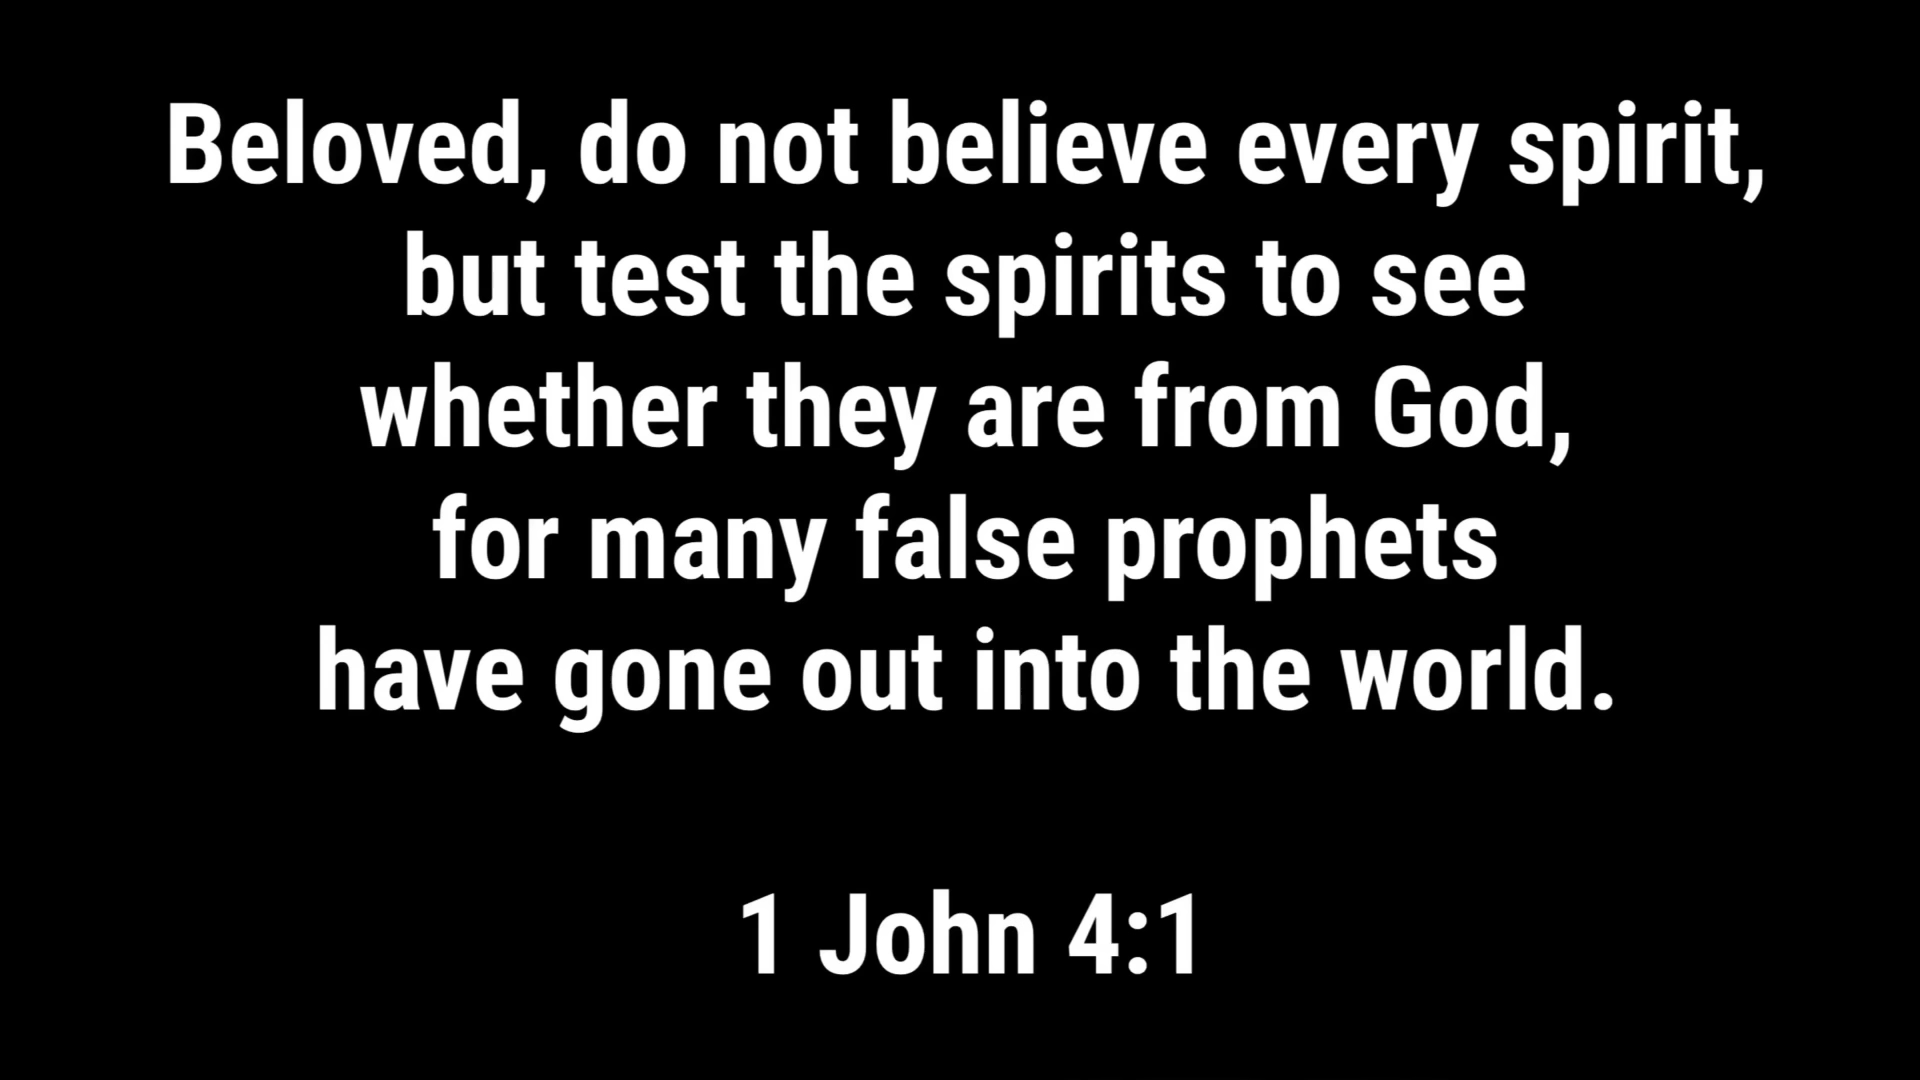 Beloved, do not believe every spirit,
but test the spirits to see
whether they are from God,
for many false prophets
have gone out into the world.
1 John 4:1